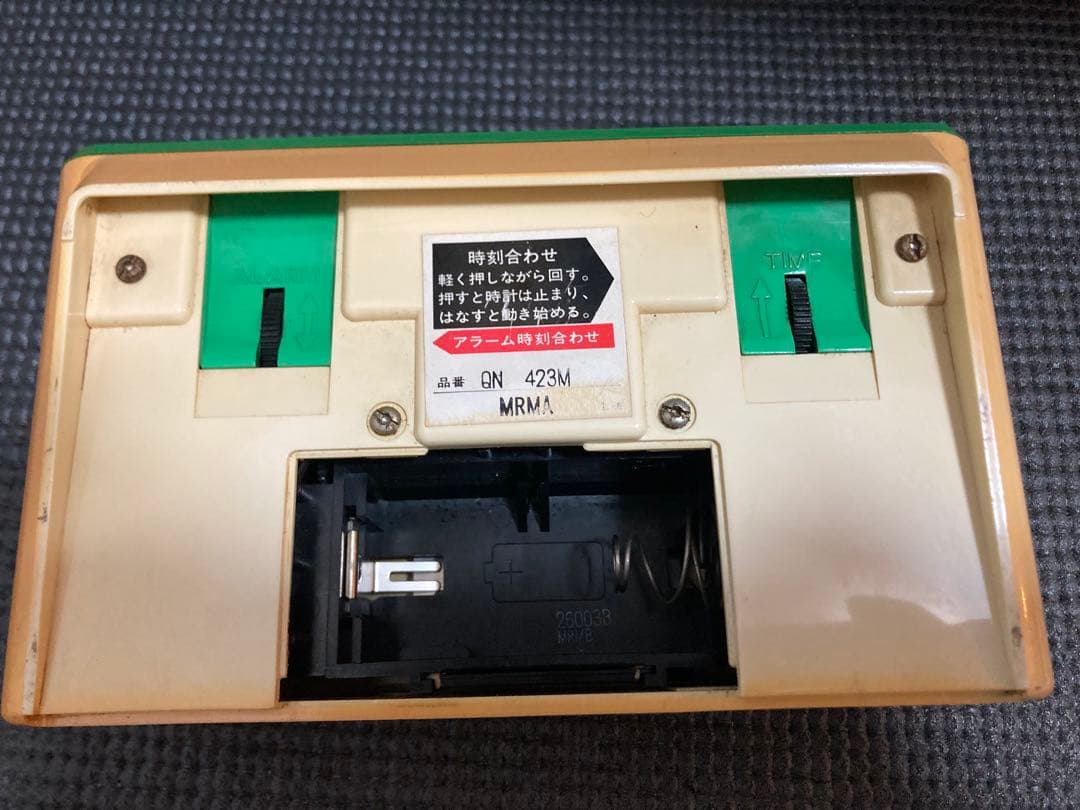 ALARM
時刻合わせ
軽く押しながら回す。
押すと時計は止まり、
はなすと動き始める。
アラーム時刻合わせ
品番 QN 423M
MRMA
TIME
+
26003B